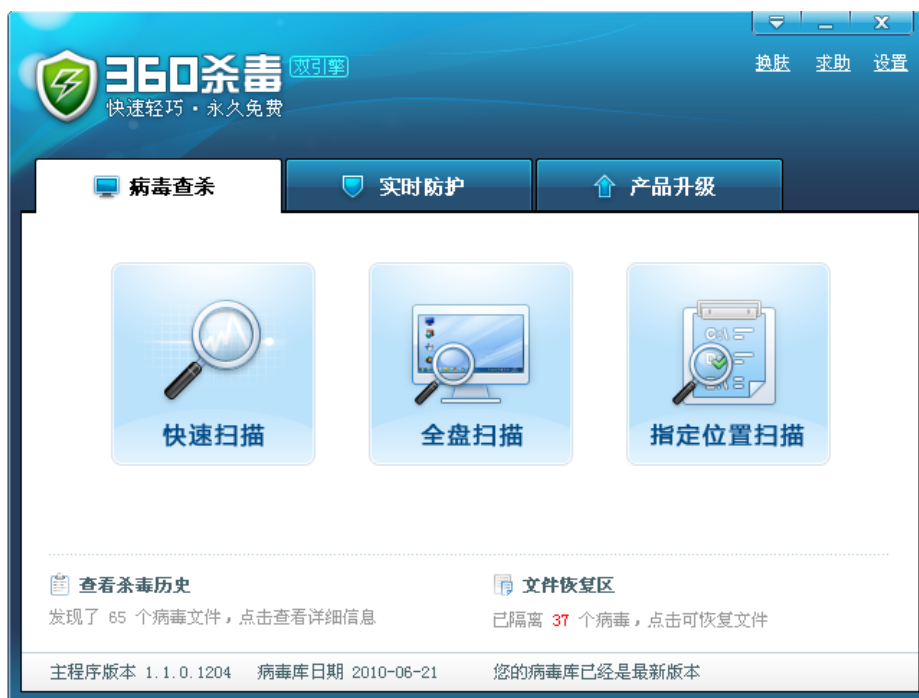 换肤 求助 设置
360杀毒 双引擎
快速轻巧·永久免费
病毒查杀 实时防护 产品升级
快速扫描 全盘扫描 指定位置扫描
查看杀毒历史 文件恢复区
发现了 65 个病毒文件，点击查看详细信息 已隔离 37 个病毒，点击可恢复文件
主程序版本 1.1.0.1204 病毒库日期 2010-06-21 您的病毒库已经是最新版本